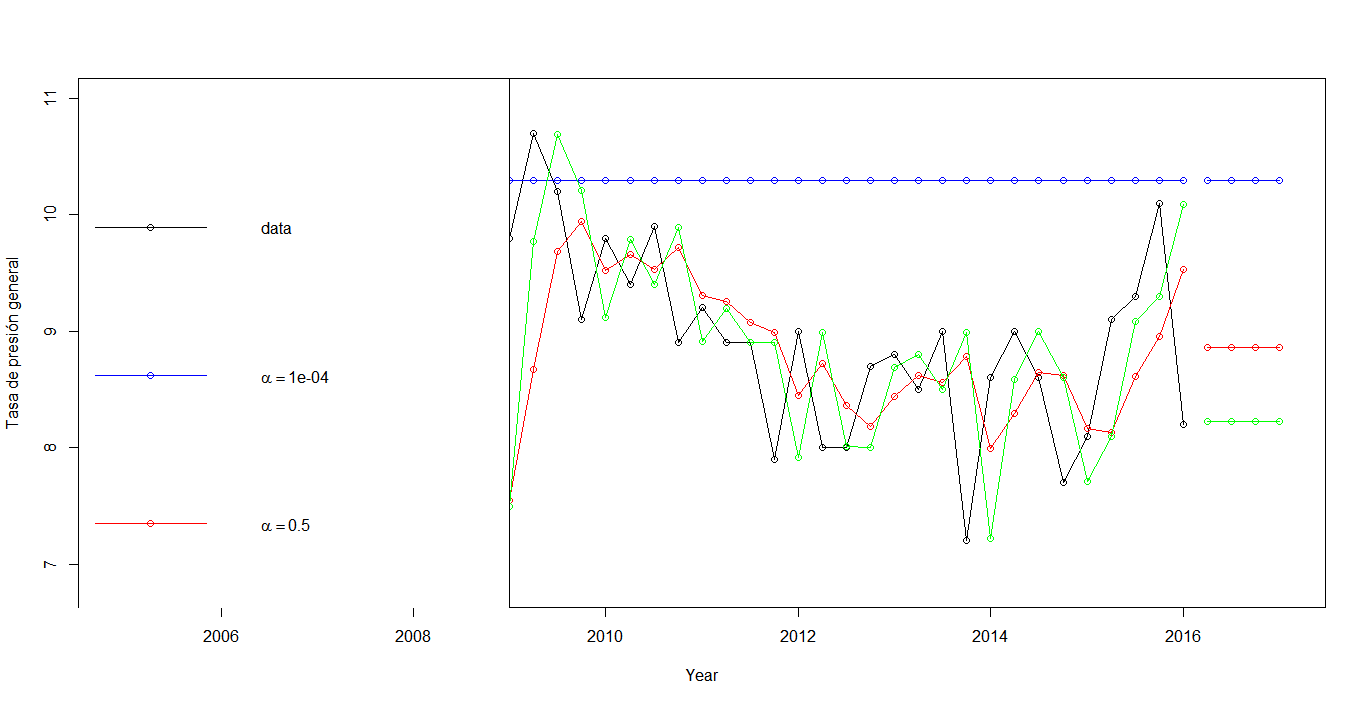 11
10
9
8
7
Tasa de presión general
data
α = 1e-04
α = 0.5
2006 2008 2010 2012 2014 2016
Year